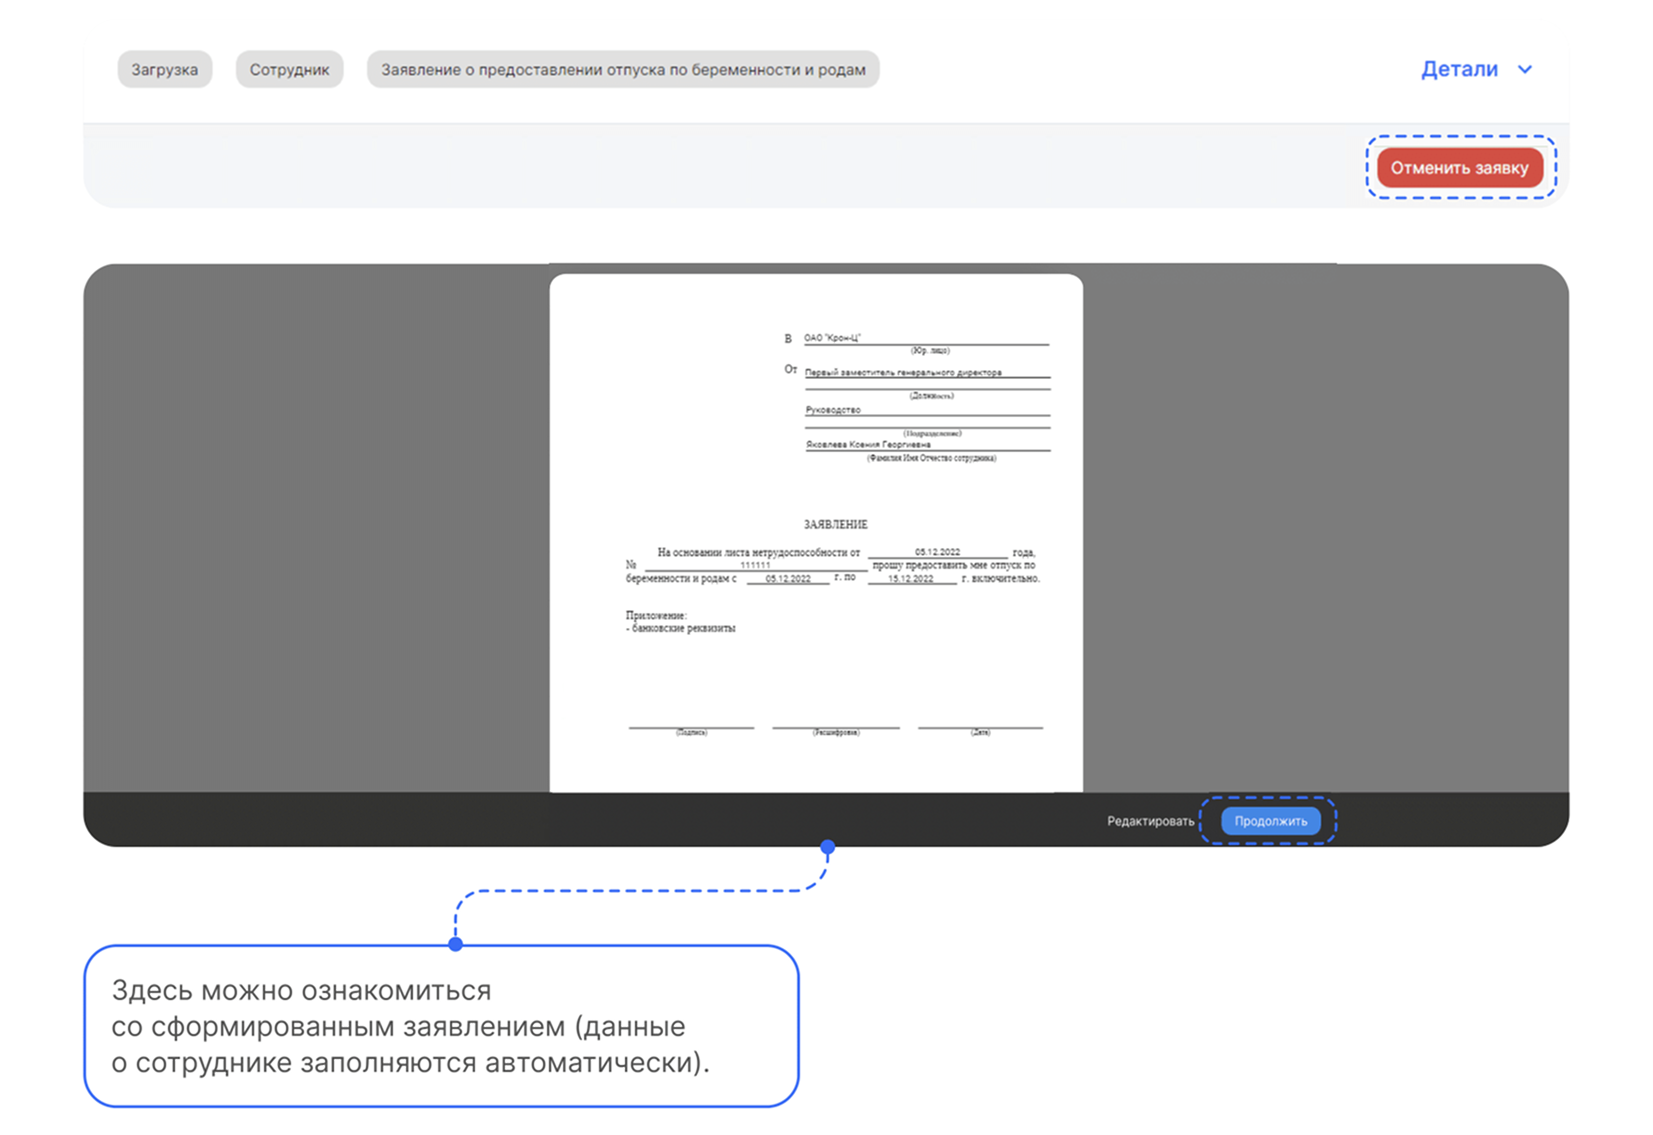 Загрузка Сотрудник Заявление о предоставлении отпуска по беременности и родам Детали
Отменить заявку
В ОАО "Крон-Ц"
(Юр. лицо)
От Первый заместитель генерального директора
(Должность)
Руководство
(Подразделение)
Яковлева Ксения Георгиевна
(Фамилия Имя Отчество сотрудника)
ЗАЯВЛЕНИЕ
На основании листа нетрудоспособности от 05.12.2022 года,
№ 111111 прошу предоставить мне отпуск по
беременности и родам с 05.12.2022 г. по 15.12.2022 г. включительно.
Приложение:
- банковские реквизиты
(Подпись) (Расшифровка) (Дата)
Редактировать Продолжить
Здесь можно ознакомиться
со сформированным заявлением (данные
о сотруднике заполняются автоматически).